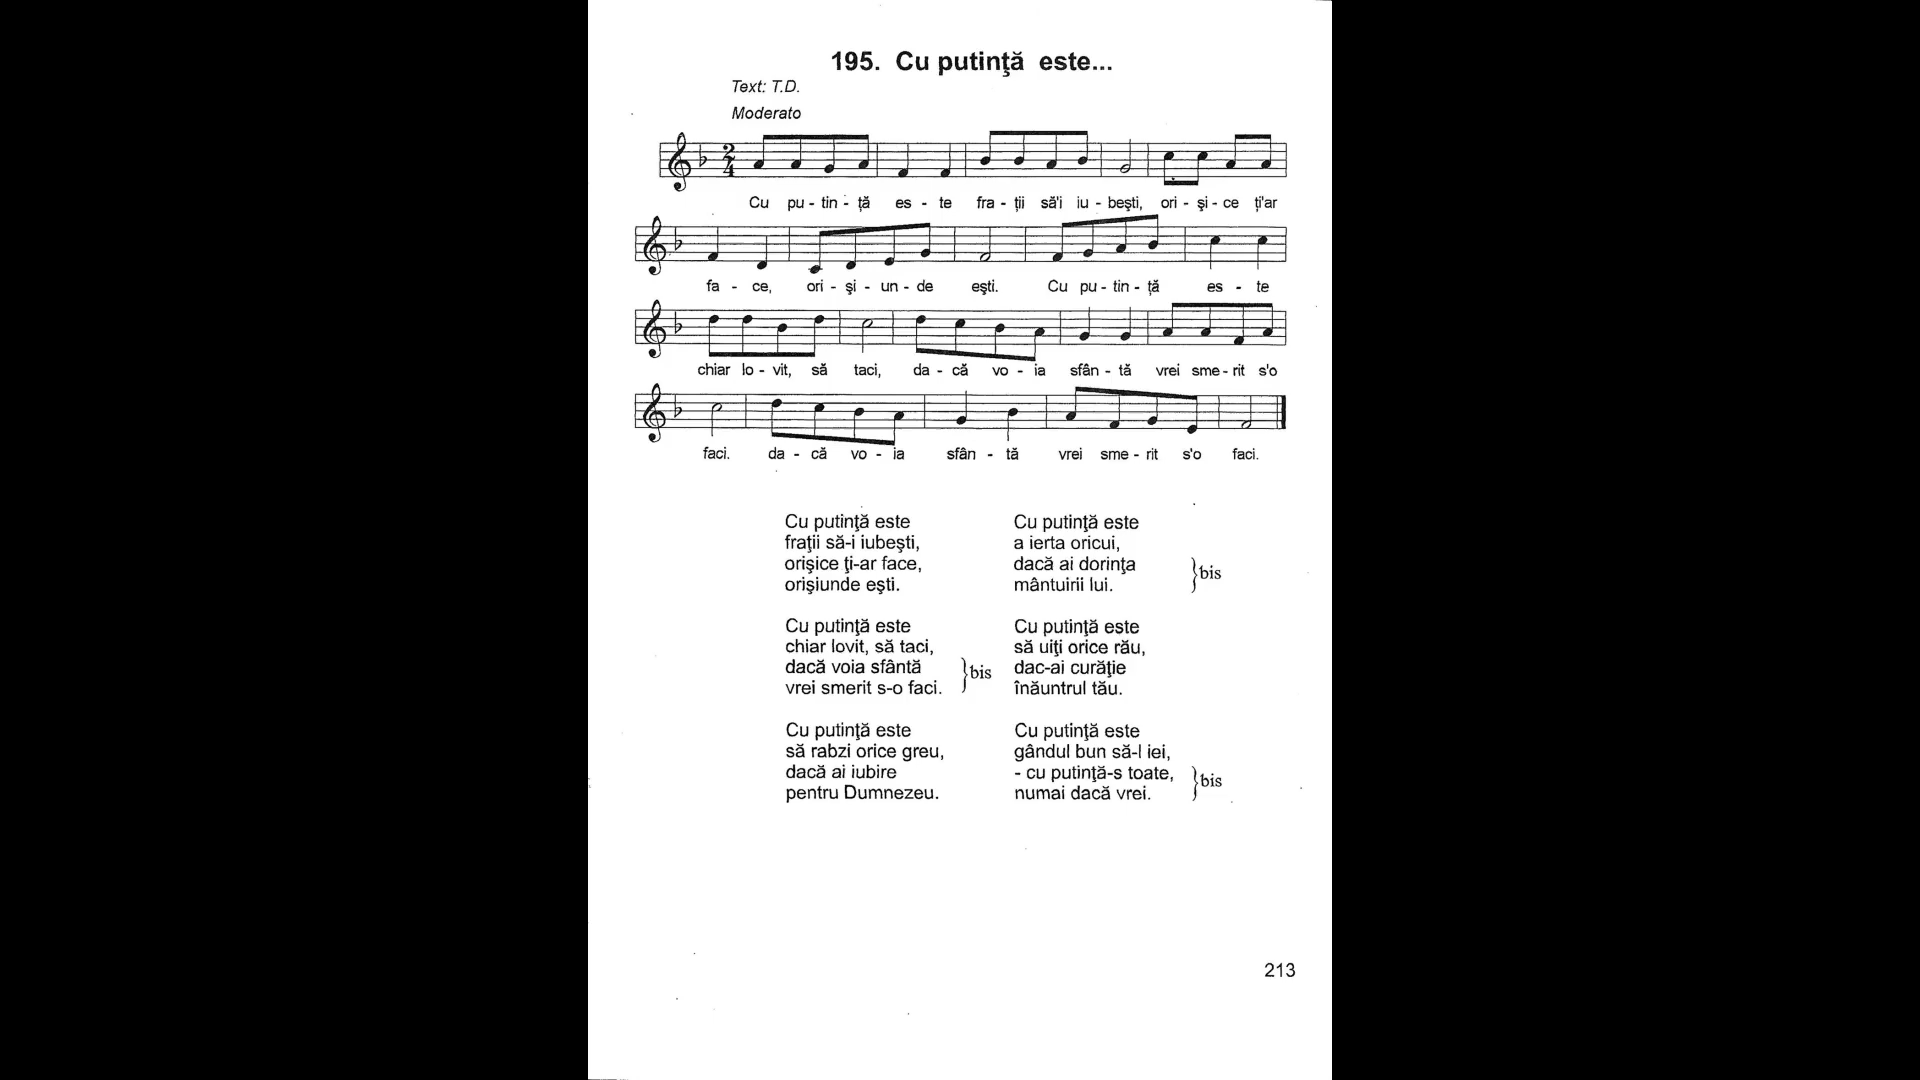 195. Cu putinţă este...
Text: T.D.
Moderato
2
4
Cu pu - tin - ţă es - te fra - ţii să'i iu - beşti, ori - şi - ce ţi'ar
fa - ce, ori - şi - un - de eşti. Cu pu - tin - ţă es - te
chiar lo - vit, să taci, da - că vo - ia sfân - tă vrei sme - rit s'o
faci. da - că vo - ia sfân - tă vrei sme - rit s'o faci.
Cu putinţă este
fraţii să-i iubeşti,
orişice ţi-ar face,
orişiunde eşti.
Cu putinţă este
chiar lovit, să taci,
dacă voia sfântă
vrei smerit s-o faci.
bis
Cu putinţă este
să rabzi orice greu,
dacă ai iubire
pentru Dumnezeu.
Cu putinţă este
a ierta oricui,
dacă ai dorinţa
mântuirii lui.
bis
Cu putinţă este
să uiţi orice rău,
dac-ai curăţie
înăuntrul tău.
Cu putinţă este
gândul bun să-l iei,
- cu putinţă-s toate,
numai dacă vrei.
bis
213